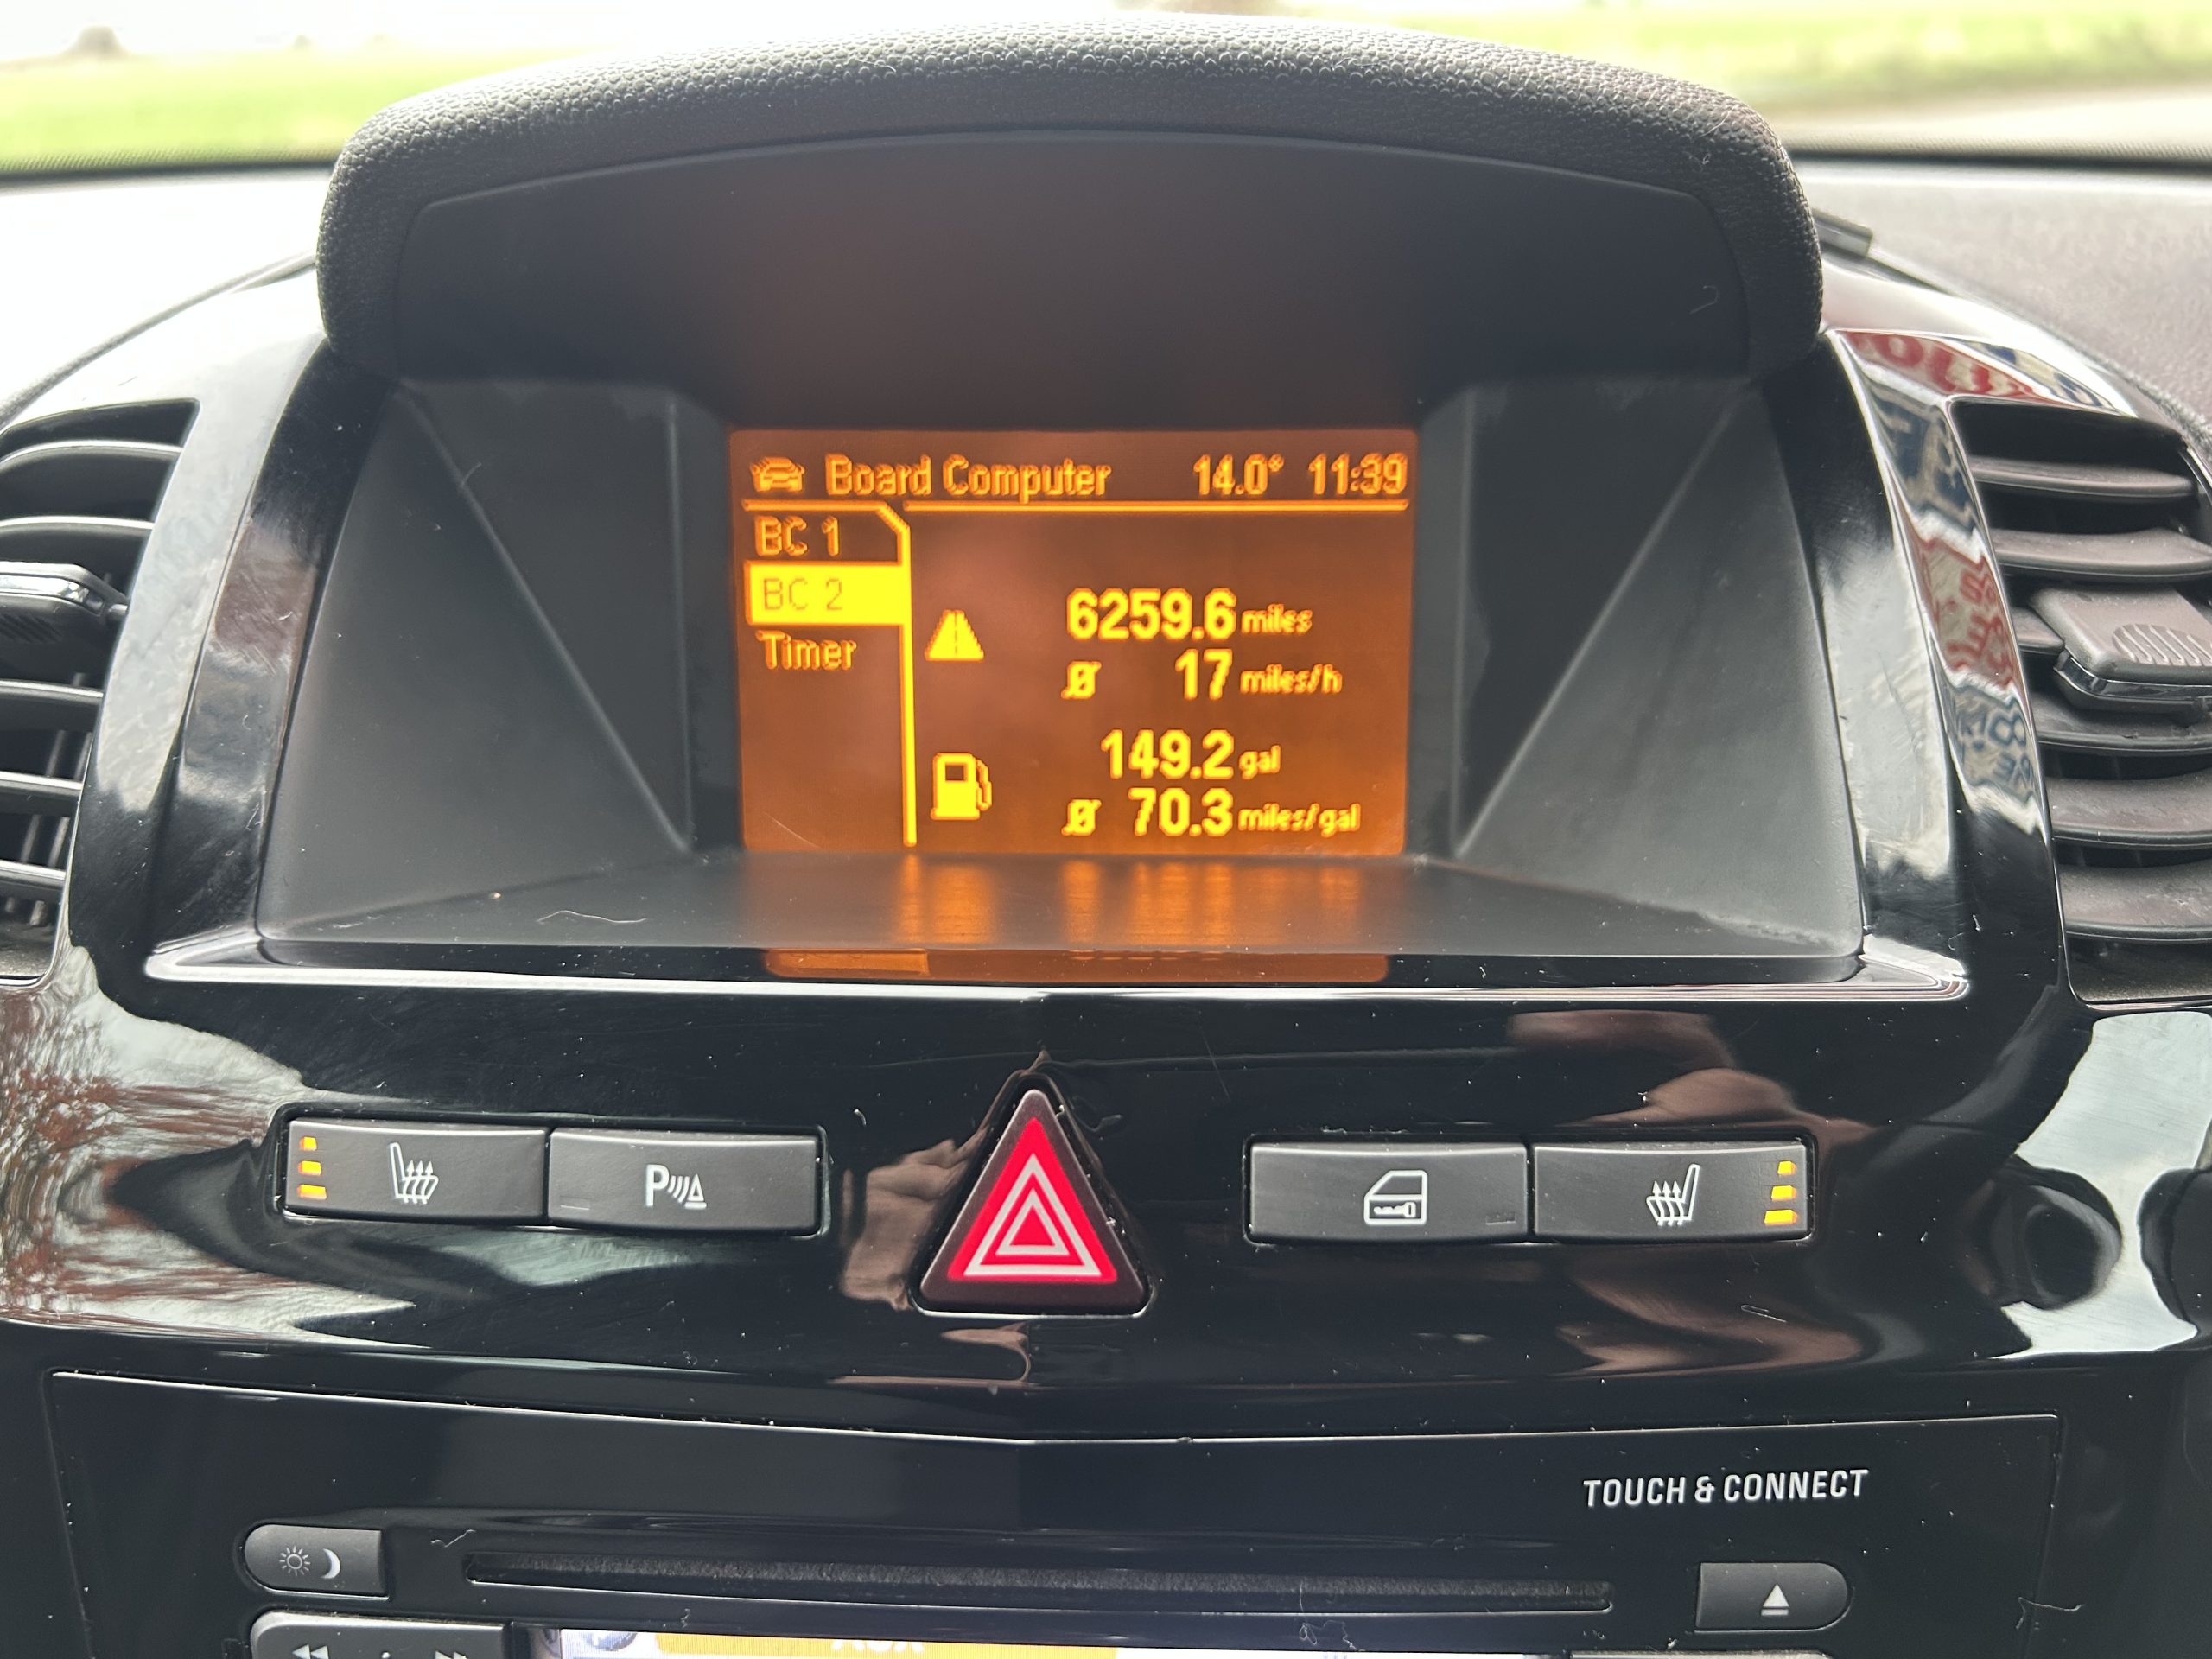 Board Computer 14.0° 11:39
BC 1
BC 2
Timer
6259.6 miles
Ø 17 miles/h
149.2 gal
Ø 70.3 miles/gal
P
TOUCH & CONNECT